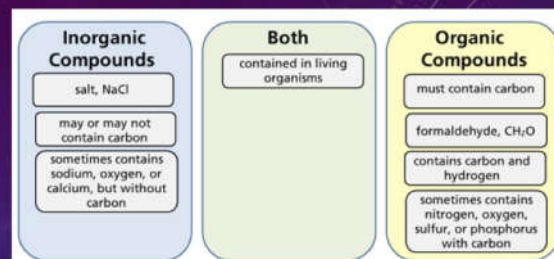 Inorganic
Compounds
salt, NaCl
may or may not
contain carbon
sometimes contains
sodium, oxygen, or
calcium, but without
carbon
Both
contained in living
organisms
Organic
Compounds
must contain carbon
formaldehyde, CH₂O
contains carbon and
hydrogen
sometimes contains
nitrogen, oxygen,
sulfur, or phosphorus
with carbon